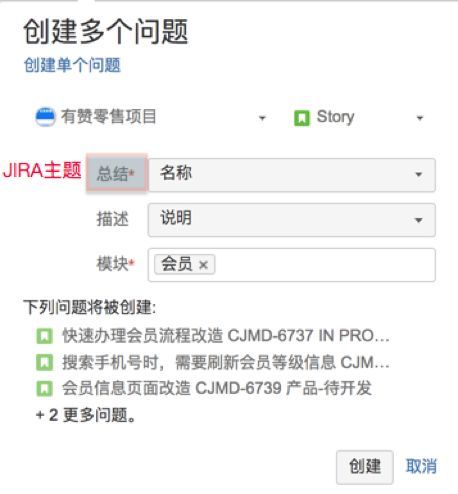 创建多个问题
创建单个问题
有赞零售项目 Story
JIRA主题 总结* 名称
描述 说明
模块* 会员 ×
下列问题将被创建:
快速办理会员流程改造 CJMD-6737 IN PRO...
搜索手机号时，需要刷新会员等级信息 CJM...
会员信息页面改造 CJMD-6739 产品-待开发
+ 2 更多问题。
创建 取消